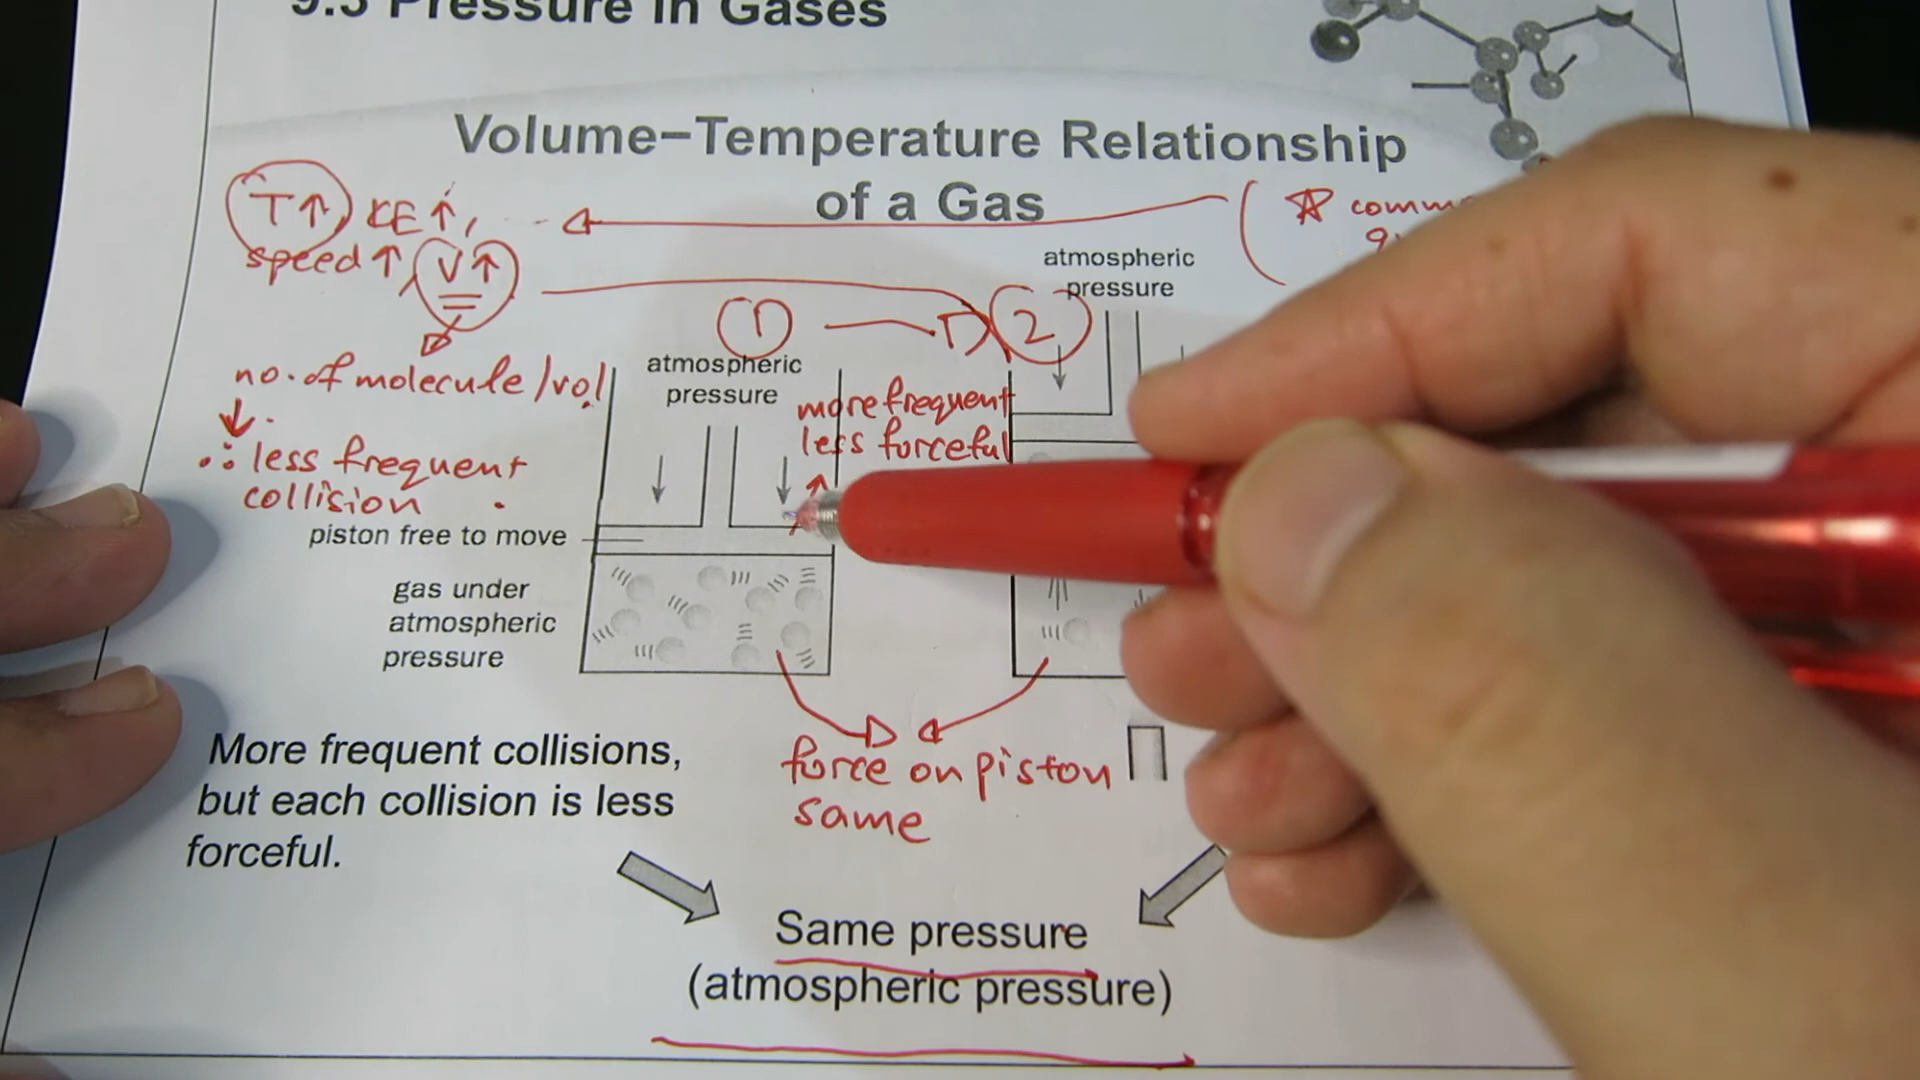 9.3 Pressure in Gases
Volume–Temperature Relationship
of a Gas
T↑, KE↑,
speed↑, V↑
no. of molecule/vol
↓.
∴ less frequent
collision
☆
atmospheric
pressure
① → ②
atmospheric
pressure
more frequent
less forceful
piston free to move
gas under
atmospheric
pressure
More frequent collisions,
but each collision is less
forceful.
force on piston
same
Same pressure
(atmospheric pressure)